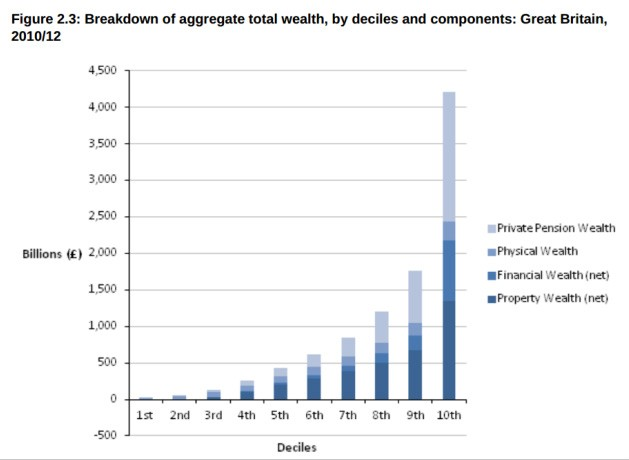 Figure 2.3: Breakdown of aggregate total wealth, by deciles and components: Great Britain,
2010/12
4,500
4,000
3,500
3,000
2,500
2,000
1,500
1,000
500
0
-500
Billions (£)
1st 2nd 3rd 4th 5th 6th 7th 8th 9th 10th
Deciles
Private Pension Wealth
Physical Wealth
Financial Wealth (net)
Property Wealth (net)